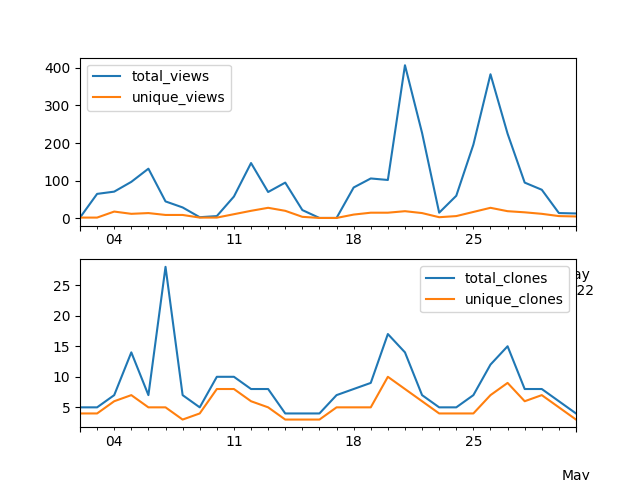 400
300
200
100
0
total_views
unique_views
04 11 18 25
ay
22
25
20
15
10
5
total_clones
unique_clones
04 11 18 25
May